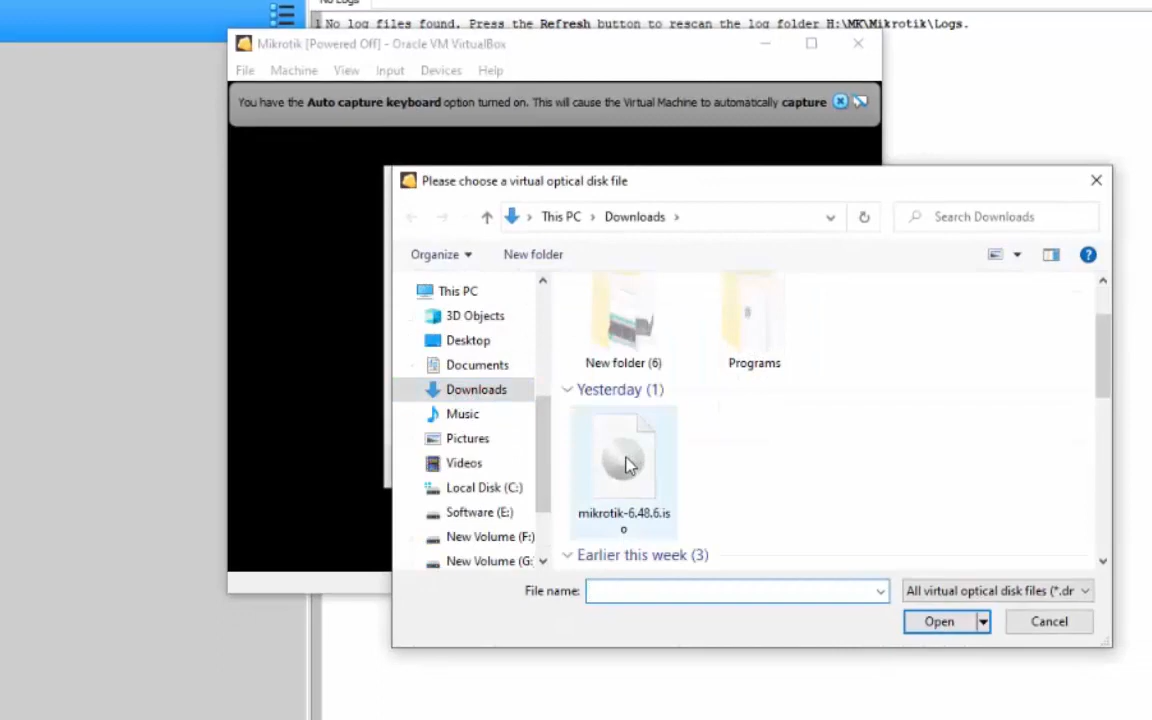 No Logs
1 No log files found. Press the Refresh button to rescan the log folder H:\MK\Mikrotik\Logs.
Mikrotik [Powered Off] - Oracle VM VirtualBox
File Machine View Input Devices Help
You have the Auto capture keyboard option turned on. This will cause the Virtual Machine to automatically capture
Please choose a virtual optical disk file
This PC > Downloads >
Search Downloads
Organize
New folder
This PC
3D Objects
Desktop
Documents
Downloads
Music
Pictures
Videos
Local Disk (C:)
Software (E:)
New Volume (F:)
New Volume (G:
New folder (6)
Programs
Yesterday (1)
mikrotik-6.48.6.is
o
Earlier this week (3)
File name:
All virtual optical disk files (*.dr
Open
Cancel